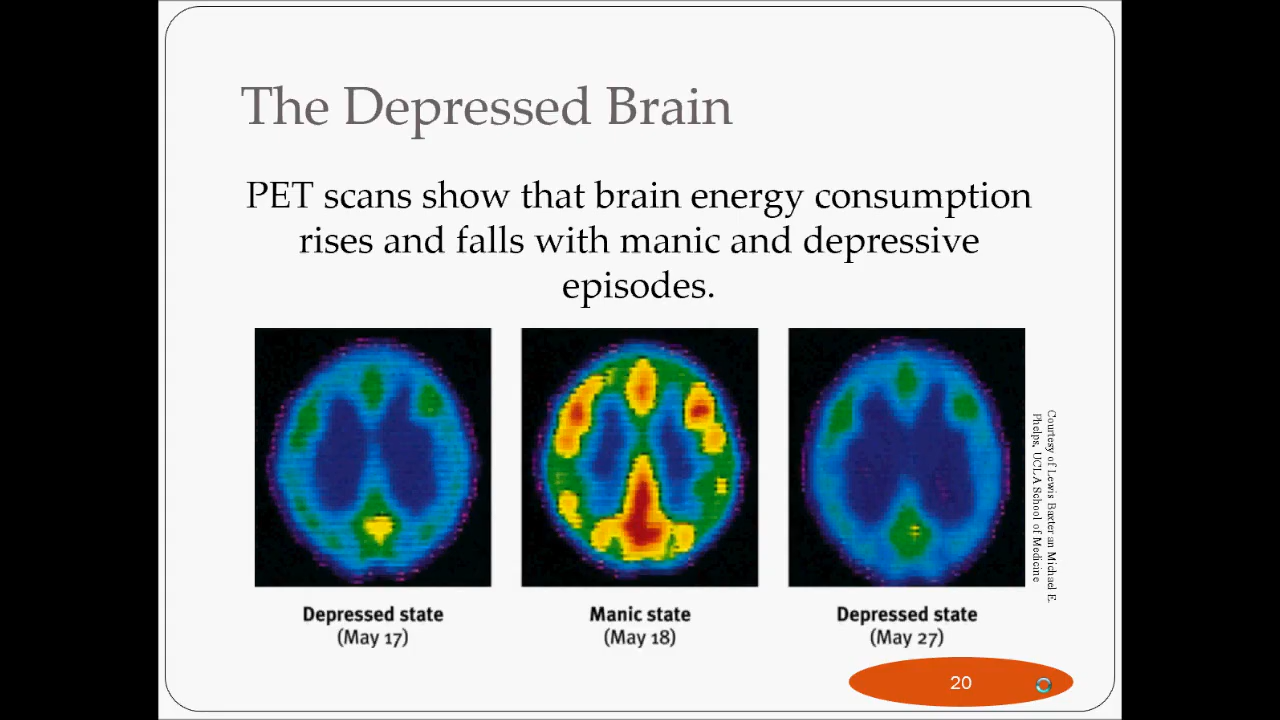 The Depressed Brain
PET scans show that brain energy consumption
rises and falls with manic and depressive
episodes.
Courtesy of Lewis Baxter an Michael E.
Phelps, UCLA School of Medicine
Depressed state
(May 17)
Manic state
(May 18)
Depressed state
(May 27)
20